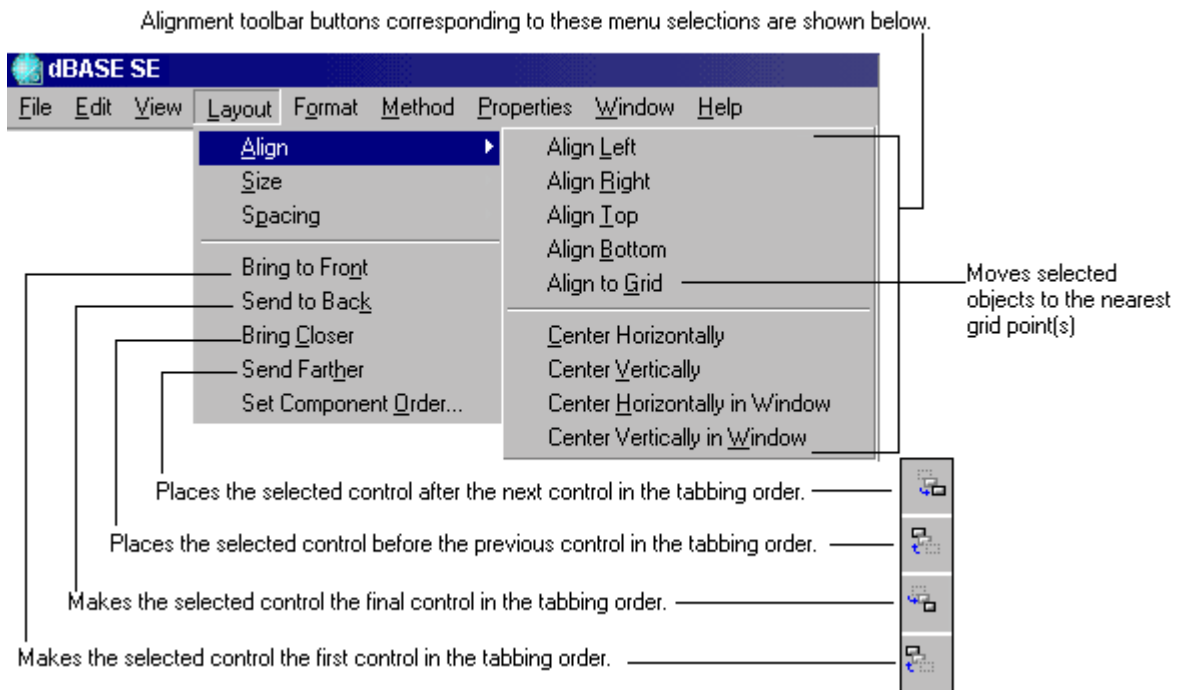 Alignment toolbar buttons corresponding to these menu selections are shown below.
dBASE SE
File Edit View Layout Format Method Properties Window Help
Align
Size
Spacing
Bring to Front
Send to Back
Bring Closer
Send Farther
Set Component Order...
Align Left
Align Right
Align Top
Align Bottom
Align to Grid
Center Horizontally
Center Vertically
Center Horizontally in Window
Center Vertically in Window
Moves selected
objects to the nearest
grid point(s)
Places the selected control after the next control in the tabbing order.
Places the selected control before the previous control in the tabbing order.
Makes the selected control the final control in the tabbing order.
Makes the selected control the first control in the tabbing order.